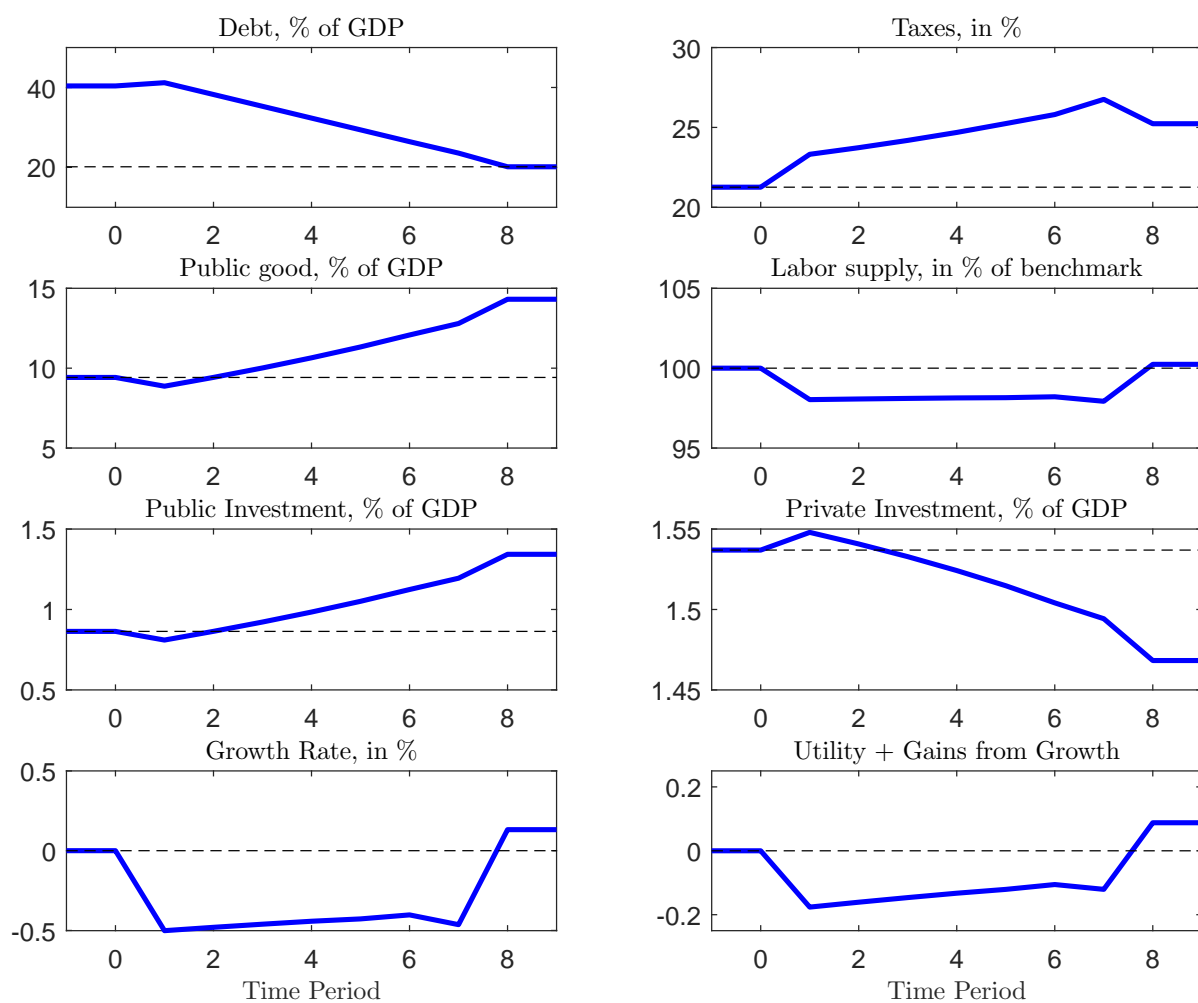 Debt, % of GDP
40
20
0 2 4 6 8
Taxes, in %
30
25
20
0 2 4 6 8
Public good, % of GDP
15
10
5
0 2 4 6 8
Labor supply, in % of benchmark
105
100
95
0 2 4 6 8
Public Investment, % of GDP
1.5
1
0.5
0 2 4 6 8
Private Investment, % of GDP
1.55
1.5
1.45
0 2 4 6 8
Growth Rate, in %
0.5
0
-0.5
0 2 4 6 8
Time Period
Utility + Gains from Growth
0.2
0
-0.2
0 2 4 6 8
Time Period